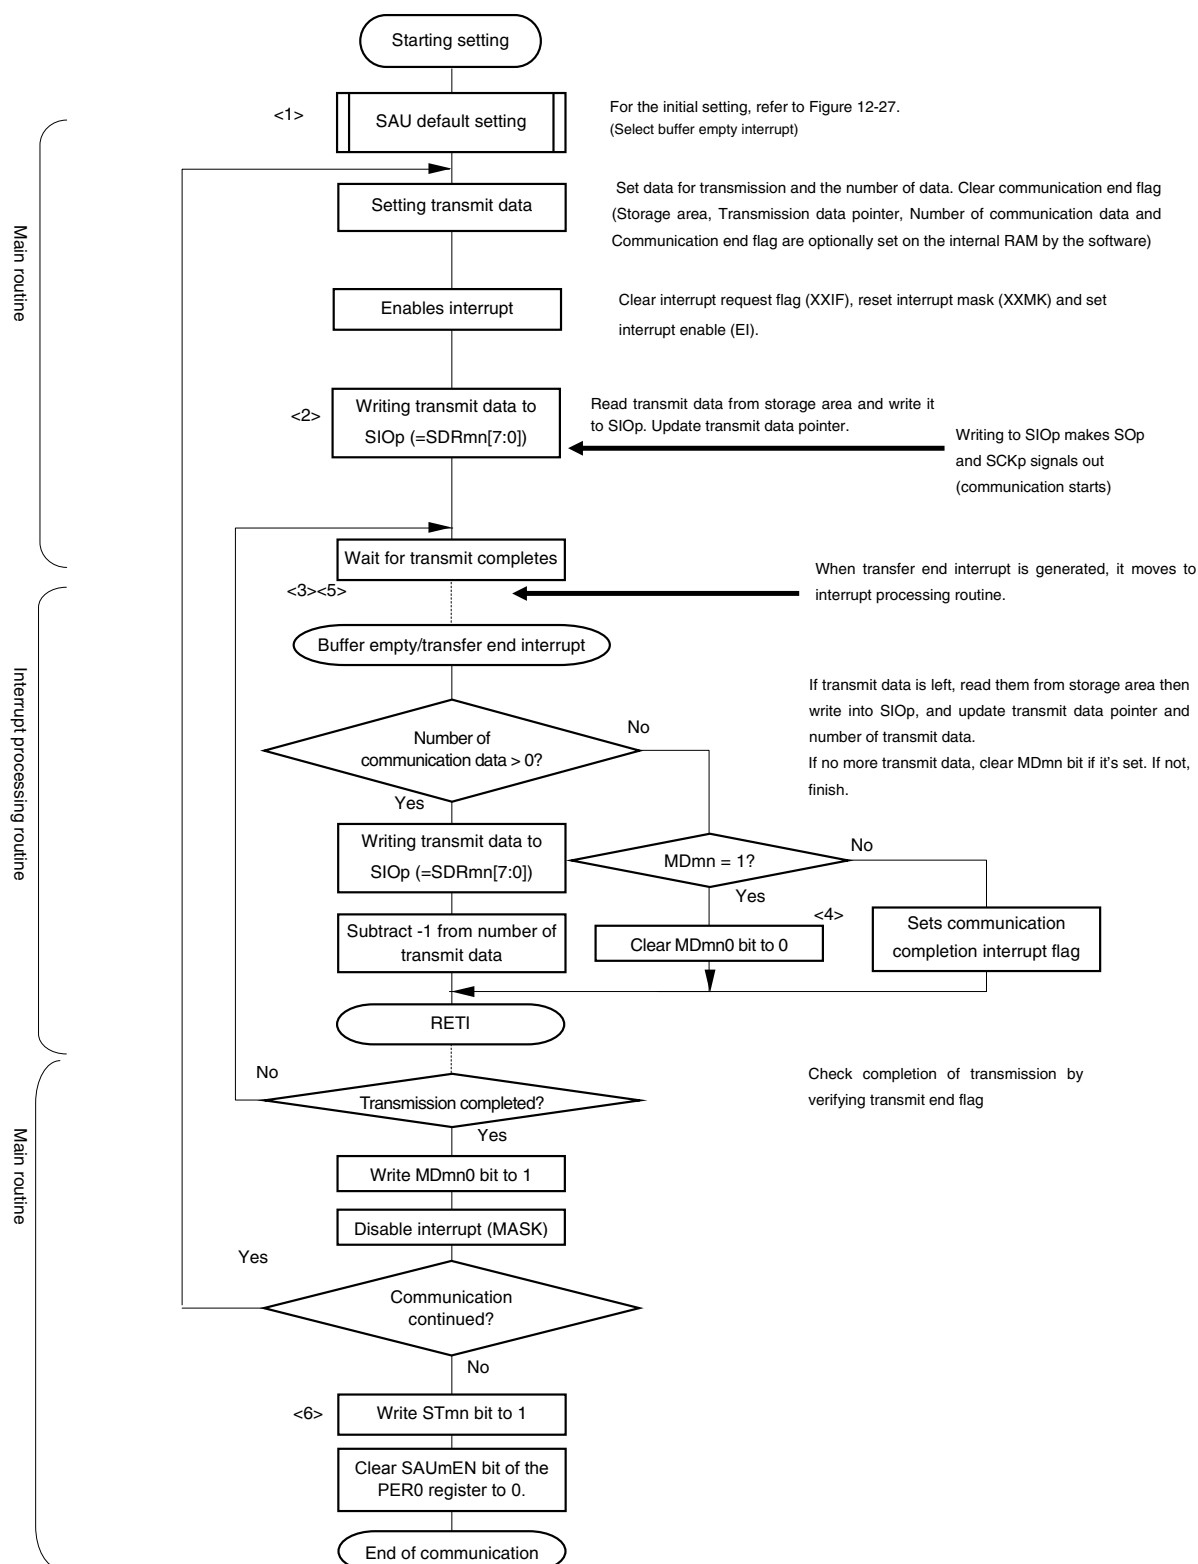 Starting setting
<1>
SAU default setting
For the initial setting, refer to Figure 12-27.
(Select buffer empty interrupt)
Main routine
Setting transmit data
Set data for transmission and the number of data. Clear communication end flag
(Storage area, Transmission data pointer, Number of communication data and
Communication end flag are optionally set on the internal RAM by the software)
Enables interrupt
Clear interrupt request flag (XXIF), reset interrupt mask (XXMK) and set
interrupt enable (EI).
<2>
Writing transmit data to
SIOp (=SDRmn[7:0])
Read transmit data from storage area and write it
to SIOp. Update transmit data pointer.
Writing to SIOp makes SOp
and SCKp signals out
(communication starts)
Wait for transmit completes
<3><5>
When transfer end interrupt is generated, it moves to
interrupt processing routine.
Interrupt processing routine
Buffer empty/transfer end interrupt
If transmit data is left, read them from storage area then
write into SIOp, and update transmit data pointer and
number of transmit data.
If no more transmit data, clear MDmn bit if it's set. If not,
finish.
Number of
communication data > 0?
No
Yes
Writing transmit data to
SIOp (=SDRmn[7:0])
MDmn = 1?
No
Yes
<4>
Subtract -1 from number of
transmit data
Clear MDmn0 bit to 0
Sets communication
completion interrupt flag
RETI
No
Transmission completed?
Check completion of transmission by
verifying transmit end flag
Yes
Main routine
Write MDmn0 bit to 1
Disable interrupt (MASK)
Yes
Communication
continued?
No
<6>
Write STmn bit to 1
Clear SAUmEN bit of the
PER0 register to 0.
End of communication